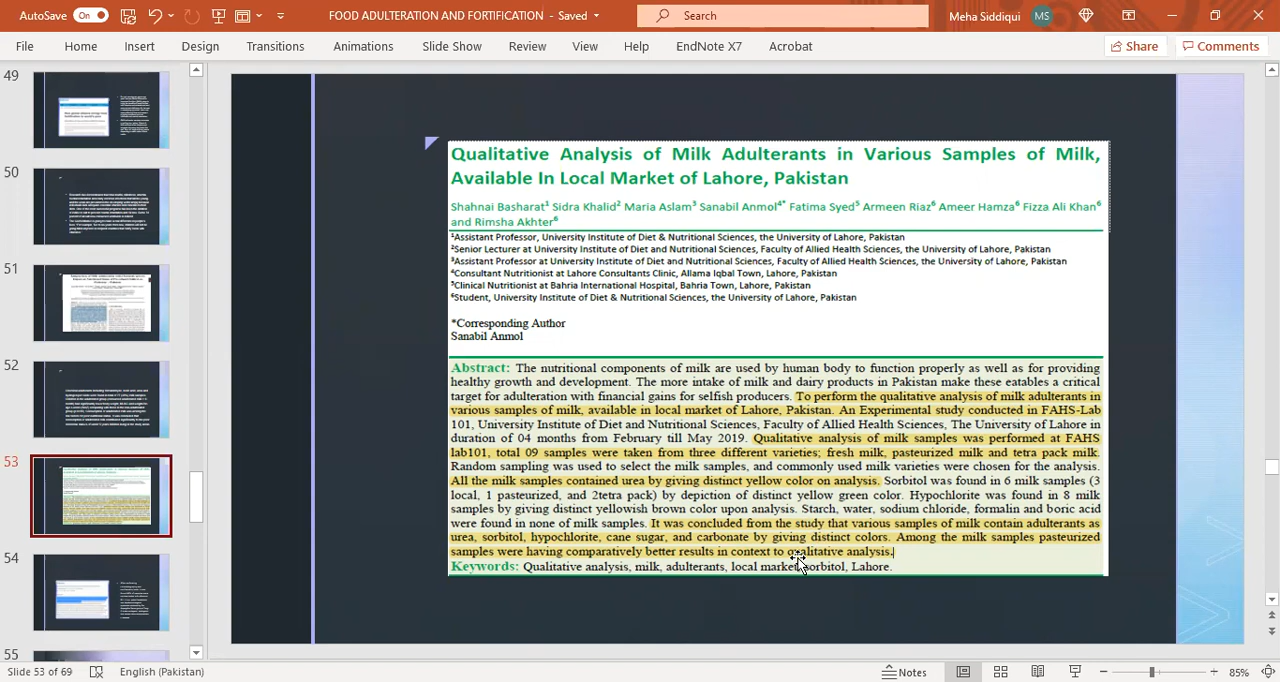 AutoSave On FOOD ADULTERATION AND FORTIFICATION - Saved Search Meha Siddiqui MS
File Home Insert Design Transitions Animations Slide Show Review View Help EndNote X7 Acrobat Share Comments
49
50
51
52
53
54
55
Qualitative Analysis of Milk Adulterants in Various Samples of Milk,
Available In Local Market of Lahore, Pakistan
Shahnai Basharat¹ Sidra Khalid² Maria Aslam³ Sanabil Anmol⁴* Fatima Syed⁵ Armeen Riaz⁶ Ameer Hamza⁶ Fizza Ali Khan⁶
and Rimsha Akhter⁶
¹Assistant Professor, University Institute of Diet & Nutritional Sciences, the University of Lahore, Pakistan
²Senior Lecturer at University Institute of Diet and Nutritional Sciences, Faculty of Allied Health Sciences, the University of Lahore, Pakistan
³Assistant Professor at University Institute of Diet and Nutritional Sciences, Faculty of Allied Health Sciences, the University of Lahore, Pakistan
⁴Consultant Nutritionist at Lahore Consultants Clinic, Allama Iqbal Town, Lahore, Pakistan
⁵Clinical Nutritionist at Bahria International Hospital, Bahria Town, Lahore, Pakistan
⁶Student, University Institute of Diet & Nutritional Sciences, the University of Lahore, Pakistan
*Corresponding Author
Sanabil Anmol
Abstract: The nutritional components of milk are used by human body to function properly as well as for providing
healthy growth and development. The more intake of milk and dairy products in Pakistan make these eatables a critical
target for adulteration with financial gains for selfish producers. To perform the qualitative analysis of milk adulterants in
various samples of milk, available in local market of Lahore, Pakistan. An Experimental study conducted in FAHS-Lab
101, University Institute of Diet and Nutritional Sciences, Faculty of Allied Health Sciences, The University of Lahore in
duration of 04 months from February till May 2019. Qualitative analysis of milk samples was performed at FAHS
lab101, total 09 samples were taken from three different varieties; fresh milk, pasteurized milk and tetra pack milk.
Random sampling was used to select the milk samples, and commonly used milk varieties were chosen for the analysis.
All the milk samples contained urea by giving distinct yellow color on analysis. Sorbitol was found in 6 milk samples (3
local, 1 pasteurized, and 2tetra pack) by depiction of distinct yellow green color. Hypochlorite was found in 8 milk
samples by giving distinct yellowish brown color upon analysis. Starch, water, sodium chloride, formalin and boric acid
were found in none of milk samples. It was concluded from the study that various samples of milk contain adulterants as
urea, sorbitol, hypochlorite, cane sugar, and carbonate by giving distinct colors. Among the milk samples pasteurized
samples were having comparatively better results in context to qualitative analysis.
Keywords: Qualitative analysis, milk, adulterants, local market, sorbitol, Lahore.
Slide 53 of 69 English (Pakistan) Notes 85%